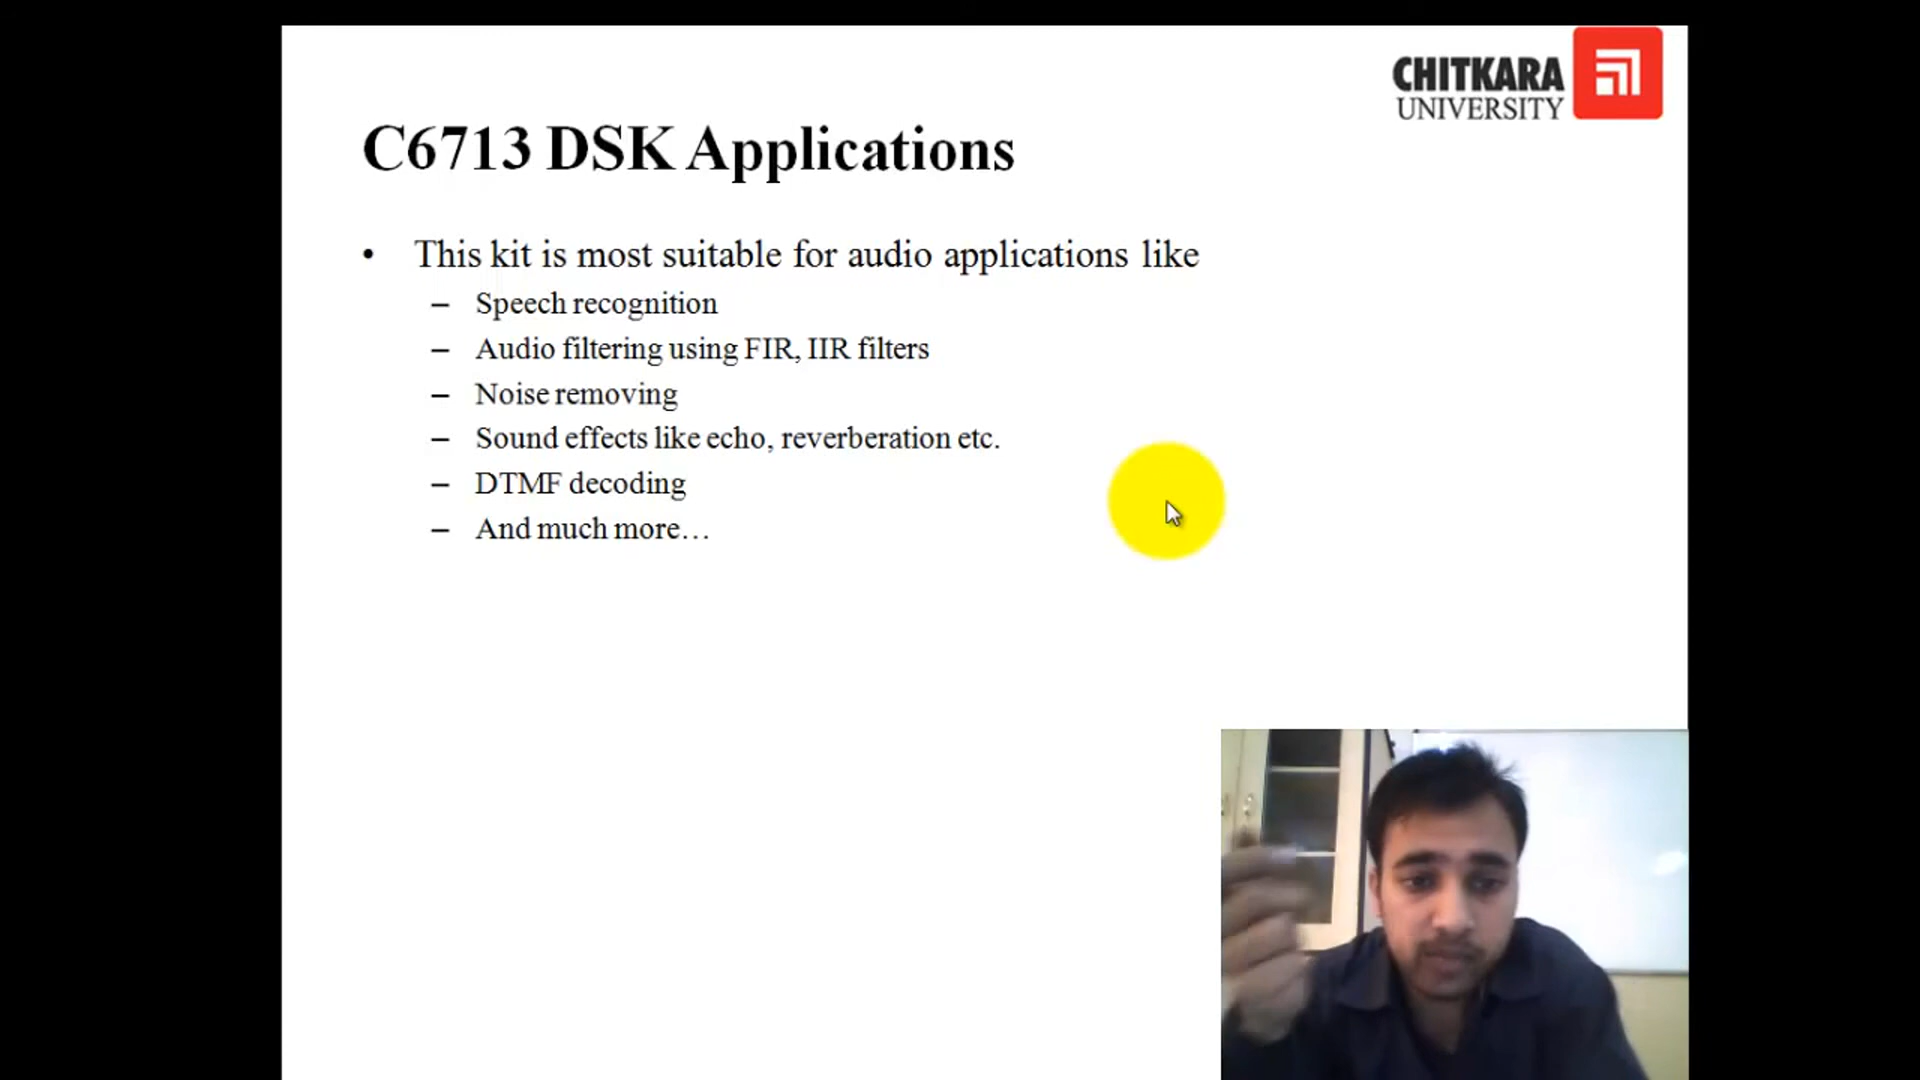 CHITKARA
UNIVERSITY
C6713 DSK Applications
• This kit is most suitable for audio applications like
– Speech recognition
– Audio filtering using FIR, IIR filters
– Noise removing
– Sound effects like echo, reverberation etc.
– DTMF decoding
– And much more…